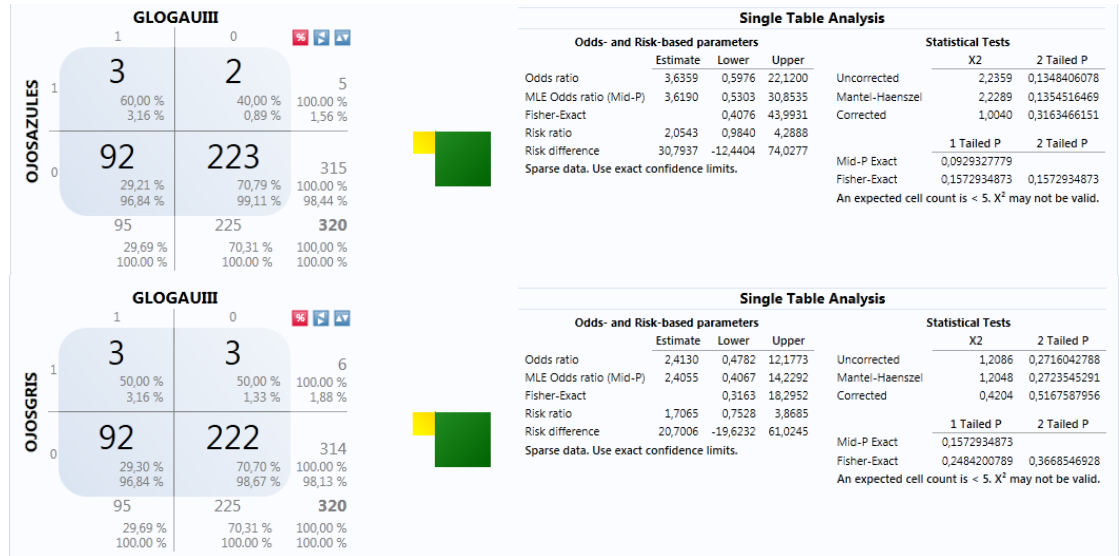 GLOGAUIII
1 0 %
OJOSAZULES
1 3 2 5
60,00 % 40,00 % 100.00 %
3,16 % 0,89 % 1,56 %
0 92 223 315
29,21 % 70,79 % 100.00 %
96,84 % 99,11 % 98,44 %
95 225 320
29,69 % 70,31 % 100,00 %
100.00 % 100.00 % 100.00 %
Single Table Analysis
Odds- and Risk-based parameters
Estimate Lower Upper
Odds ratio 3,6359 0,5976 22,1200
MLE Odds ratio (Mid-P) 3,6190 0,5303 30,8535
Fisher-Exact 0,4076 43,9931
Risk ratio 2,0543 0,9840 4,2888
Risk difference 30,7937 -12,4404 74,0277
Sparse data. Use exact confidence limits.
Statistical Tests
X2 2 Tailed P
Uncorrected 2,2359 0,1348406078
Mantel-Haenszel 2,2289 0,1354516469
Corrected 1,0040 0,3163466151
1 Tailed P 2 Tailed P
Mid-P Exact 0,0929327779
Fisher-Exact 0,1572934873 0,1572934873
An expected cell count is < 5. X² may not be valid.
GLOGAUIII
1 0 %
OJOSGRIS
1 3 3 6
50,00 % 50,00 % 100.00 %
3,16 % 1,33 % 1,88 %
0 92 222 314
29,30 % 70,70 % 100.00 %
96,84 % 98,67 % 98,13 %
95 225 320
29,69 % 70,31 % 100,00 %
100.00 % 100.00 % 100.00 %
Single Table Analysis
Odds- and Risk-based parameters
Estimate Lower Upper
Odds ratio 2,4130 0,4782 12,1773
MLE Odds ratio (Mid-P) 2,4055 0,4067 14,2292
Fisher-Exact 0,3163 18,2952
Risk ratio 1,7065 0,7528 3,8685
Risk difference 20,7006 -19,6232 61,0245
Sparse data. Use exact confidence limits.
Statistical Tests
X2 2 Tailed P
Uncorrected 1,2086 0,2716042788
Mantel-Haenszel 1,2048 0,2723545291
Corrected 0,4204 0,5167587956
1 Tailed P 2 Tailed P
Mid-P Exact 0,1572934873
Fisher-Exact 0,2484200789 0,3668546928
An expected cell count is < 5. X² may not be valid.